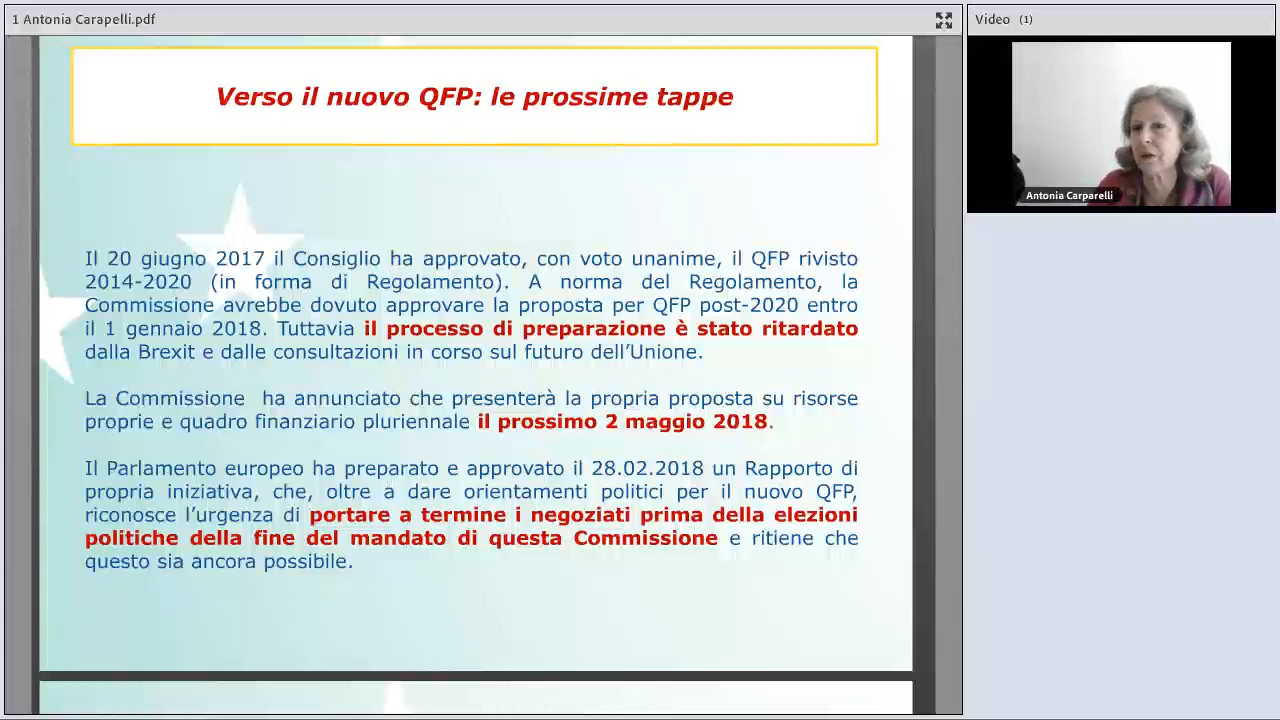 1 Antonia Carapelli.pdf
Video (1)
Verso il nuovo QFP: le prossime tappe
Antonia Carparelli
Il 20 giugno 2017 il Consiglio ha approvato, con voto unanime, il QFP rivisto
2014-2020 (in forma di Regolamento). A norma del Regolamento, la
Commissione avrebbe dovuto approvare la proposta per QFP post-2020 entro
il 1 gennaio 2018. Tuttavia il processo di preparazione è stato ritardato
dalla Brexit e dalle consultazioni in corso sul futuro dell’Unione.
La Commissione ha annunciato che presenterà la propria proposta su risorse
proprie e quadro finanziario pluriennale il prossimo 2 maggio 2018.
Il Parlamento europeo ha preparato e approvato il 28.02.2018 un Rapporto di
propria iniziativa, che, oltre a dare orientamenti politici per il nuovo QFP,
riconosce l’urgenza di portare a termine i negoziati prima della elezioni
politiche della fine del mandato di questa Commissione e ritiene che
questo sia ancora possibile.